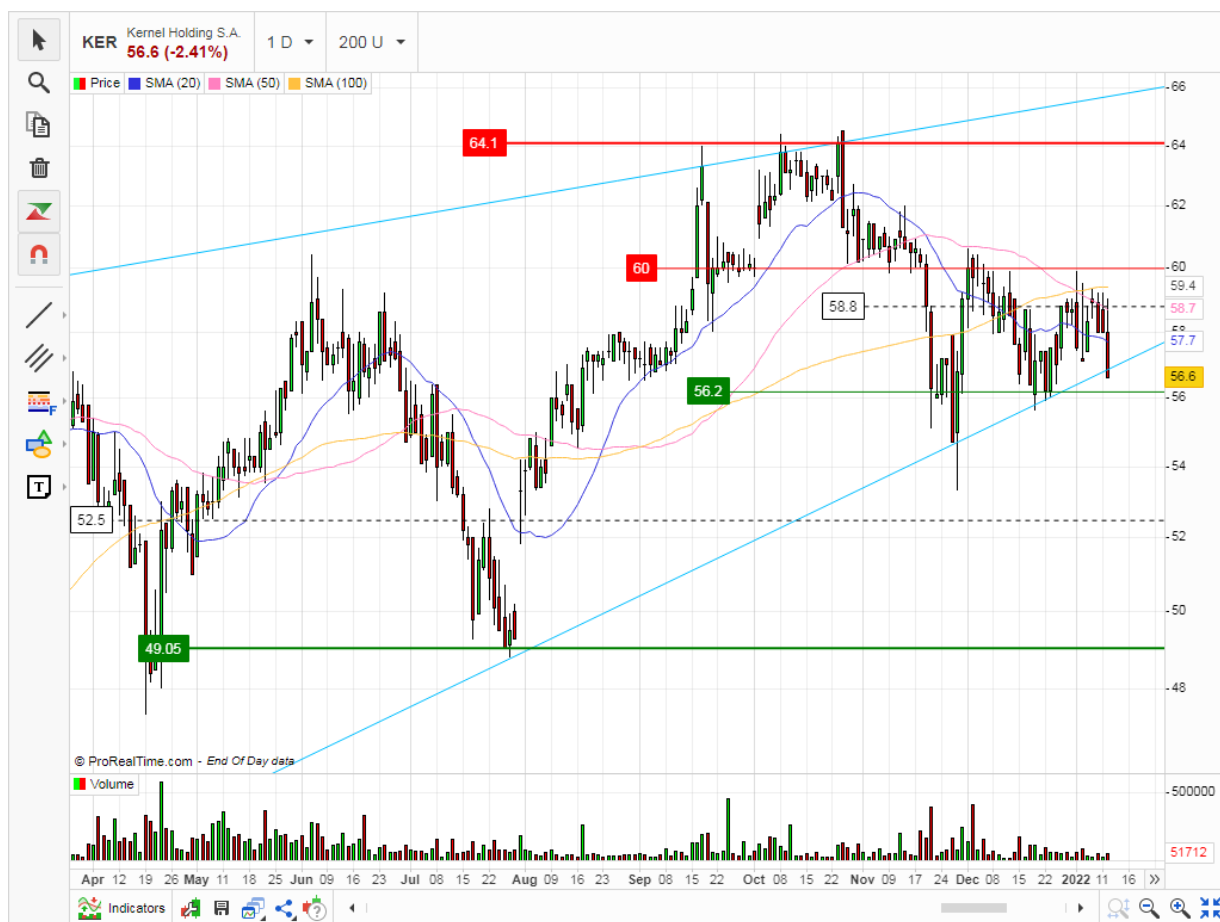 KER Kernel Holding S.A. 56.6 (-2.41%) 1 D 200 U
Price SMA (20) SMA (50) SMA (100)
66
64.1
64
62
60
60
59.4
58.8
58.7
58
57.7
56.6
56.2
56
54
52.5
52
50
49.05
48
© ProRealTime.com - End Of Day data
Volume
500000
51712
Apr 12 19 26 May 11 18 25 Jun 09 16 23 Jul 08 15 22 Aug 09 16 23 Sep 08 15 22 Oct 08 15 22 Nov 10 17 24 Dec 08 15 22 2022 11 16
Indicators
T
F